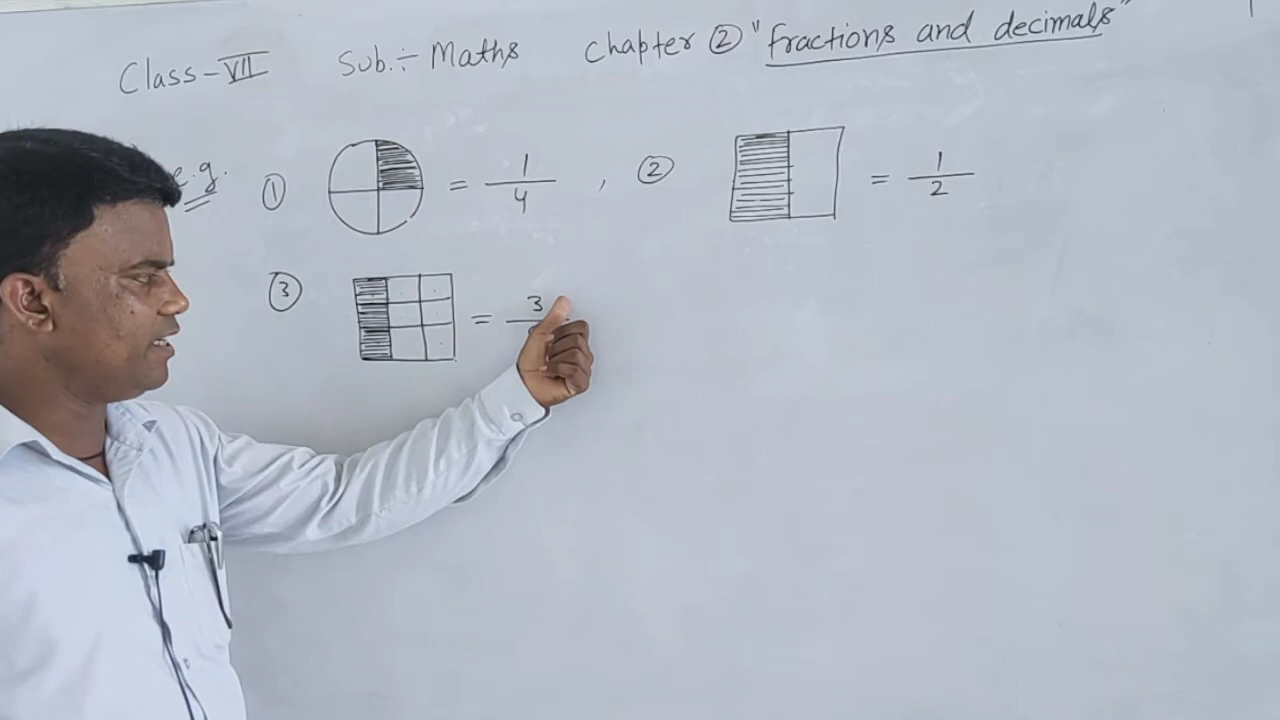 Class-VII Sub.÷ Maths Chapter ② "fractions and decimals"
e.g. ① = 1/4 , ② = 1/2
③ = 3/